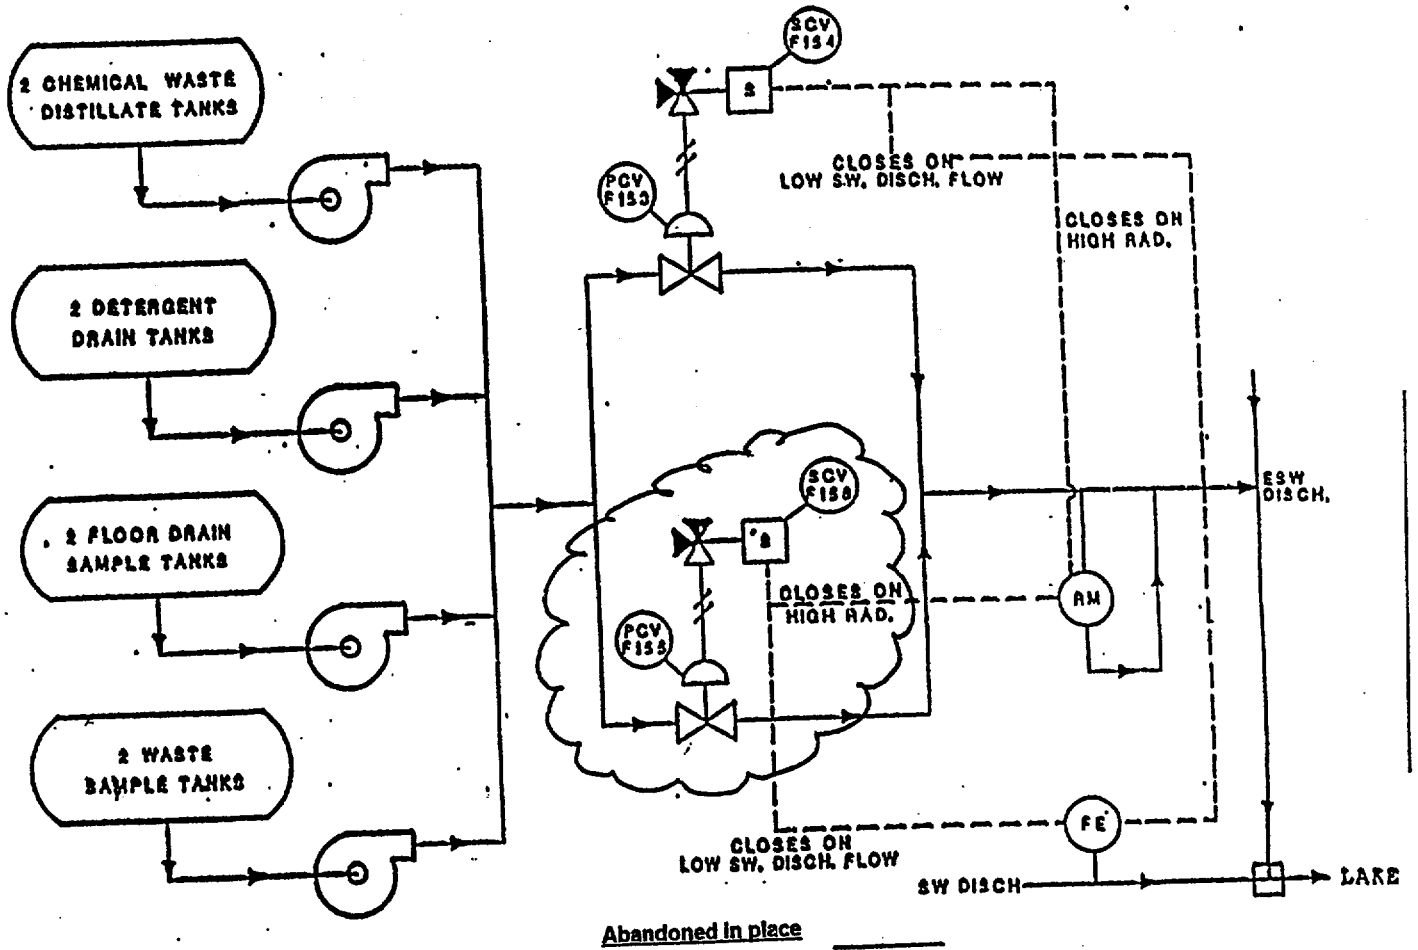 2 CHEMICAL WASTE
DISTILLATE TANKS
2 DETERGENT
DRAIN TANKS
2 FLOOR DRAIN
SAMPLE TANKS
2 WASTE
SAMPLE TANKS
SCV
F154
S
PCV
F153
CLOSES ON
LOW SW. DISCH. FLOW
CLOSES ON
HIGH RAD.
SCV
F156
S
PCV
F155
CLOSES ON
HIGH RAD.
RM
ESW
DISCH.
FE
CLOSES ON
LOW SW. DISCH. FLOW
SW DISCH
LAKE
Abandoned in place